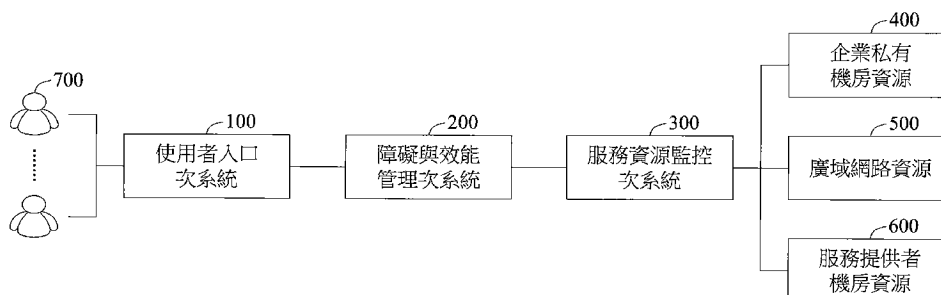 700
100
使用者入口
次系統
200
障礙與效能
管理次系統
300
服務資源監控
次系統
400
企業私有
機房資源
500
廣域網路資源
600
服務提供者
機房資源